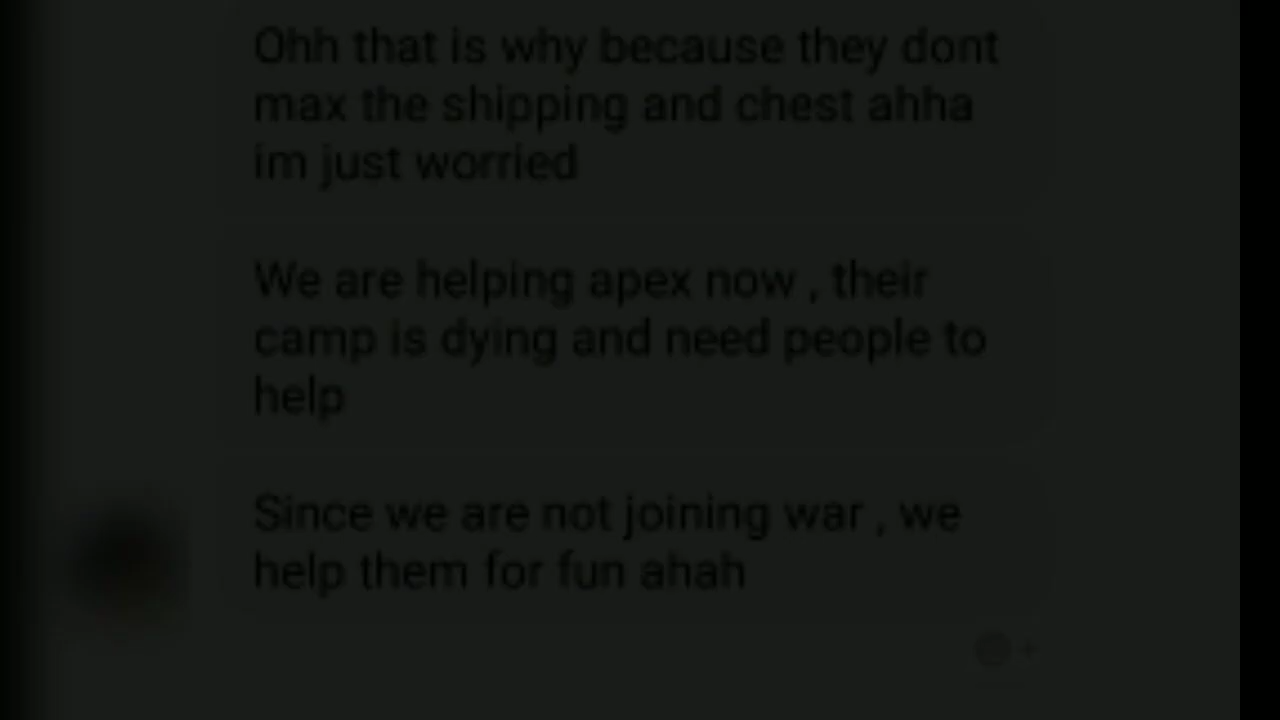 Ohh that is why because they dont
max the shipping and chest ahha
im just worried
We are helping apex now , their
camp is dying and need people to
help
Since we are not joining war , we
help them for fun ahah